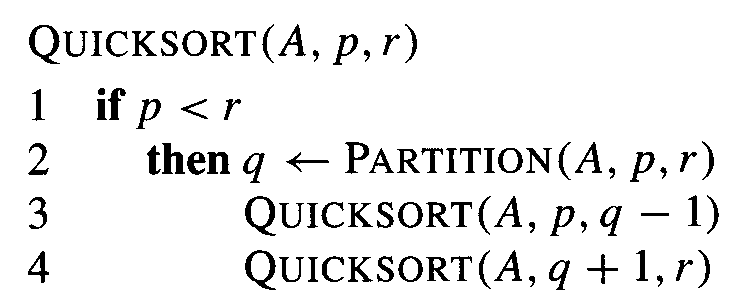 QUICKSORT(A, p, r)
1 if p < r
2 then q ← PARTITION(A, p, r)
3 QUICKSORT(A, p, q − 1)
4 QUICKSORT(A, q + 1, r)